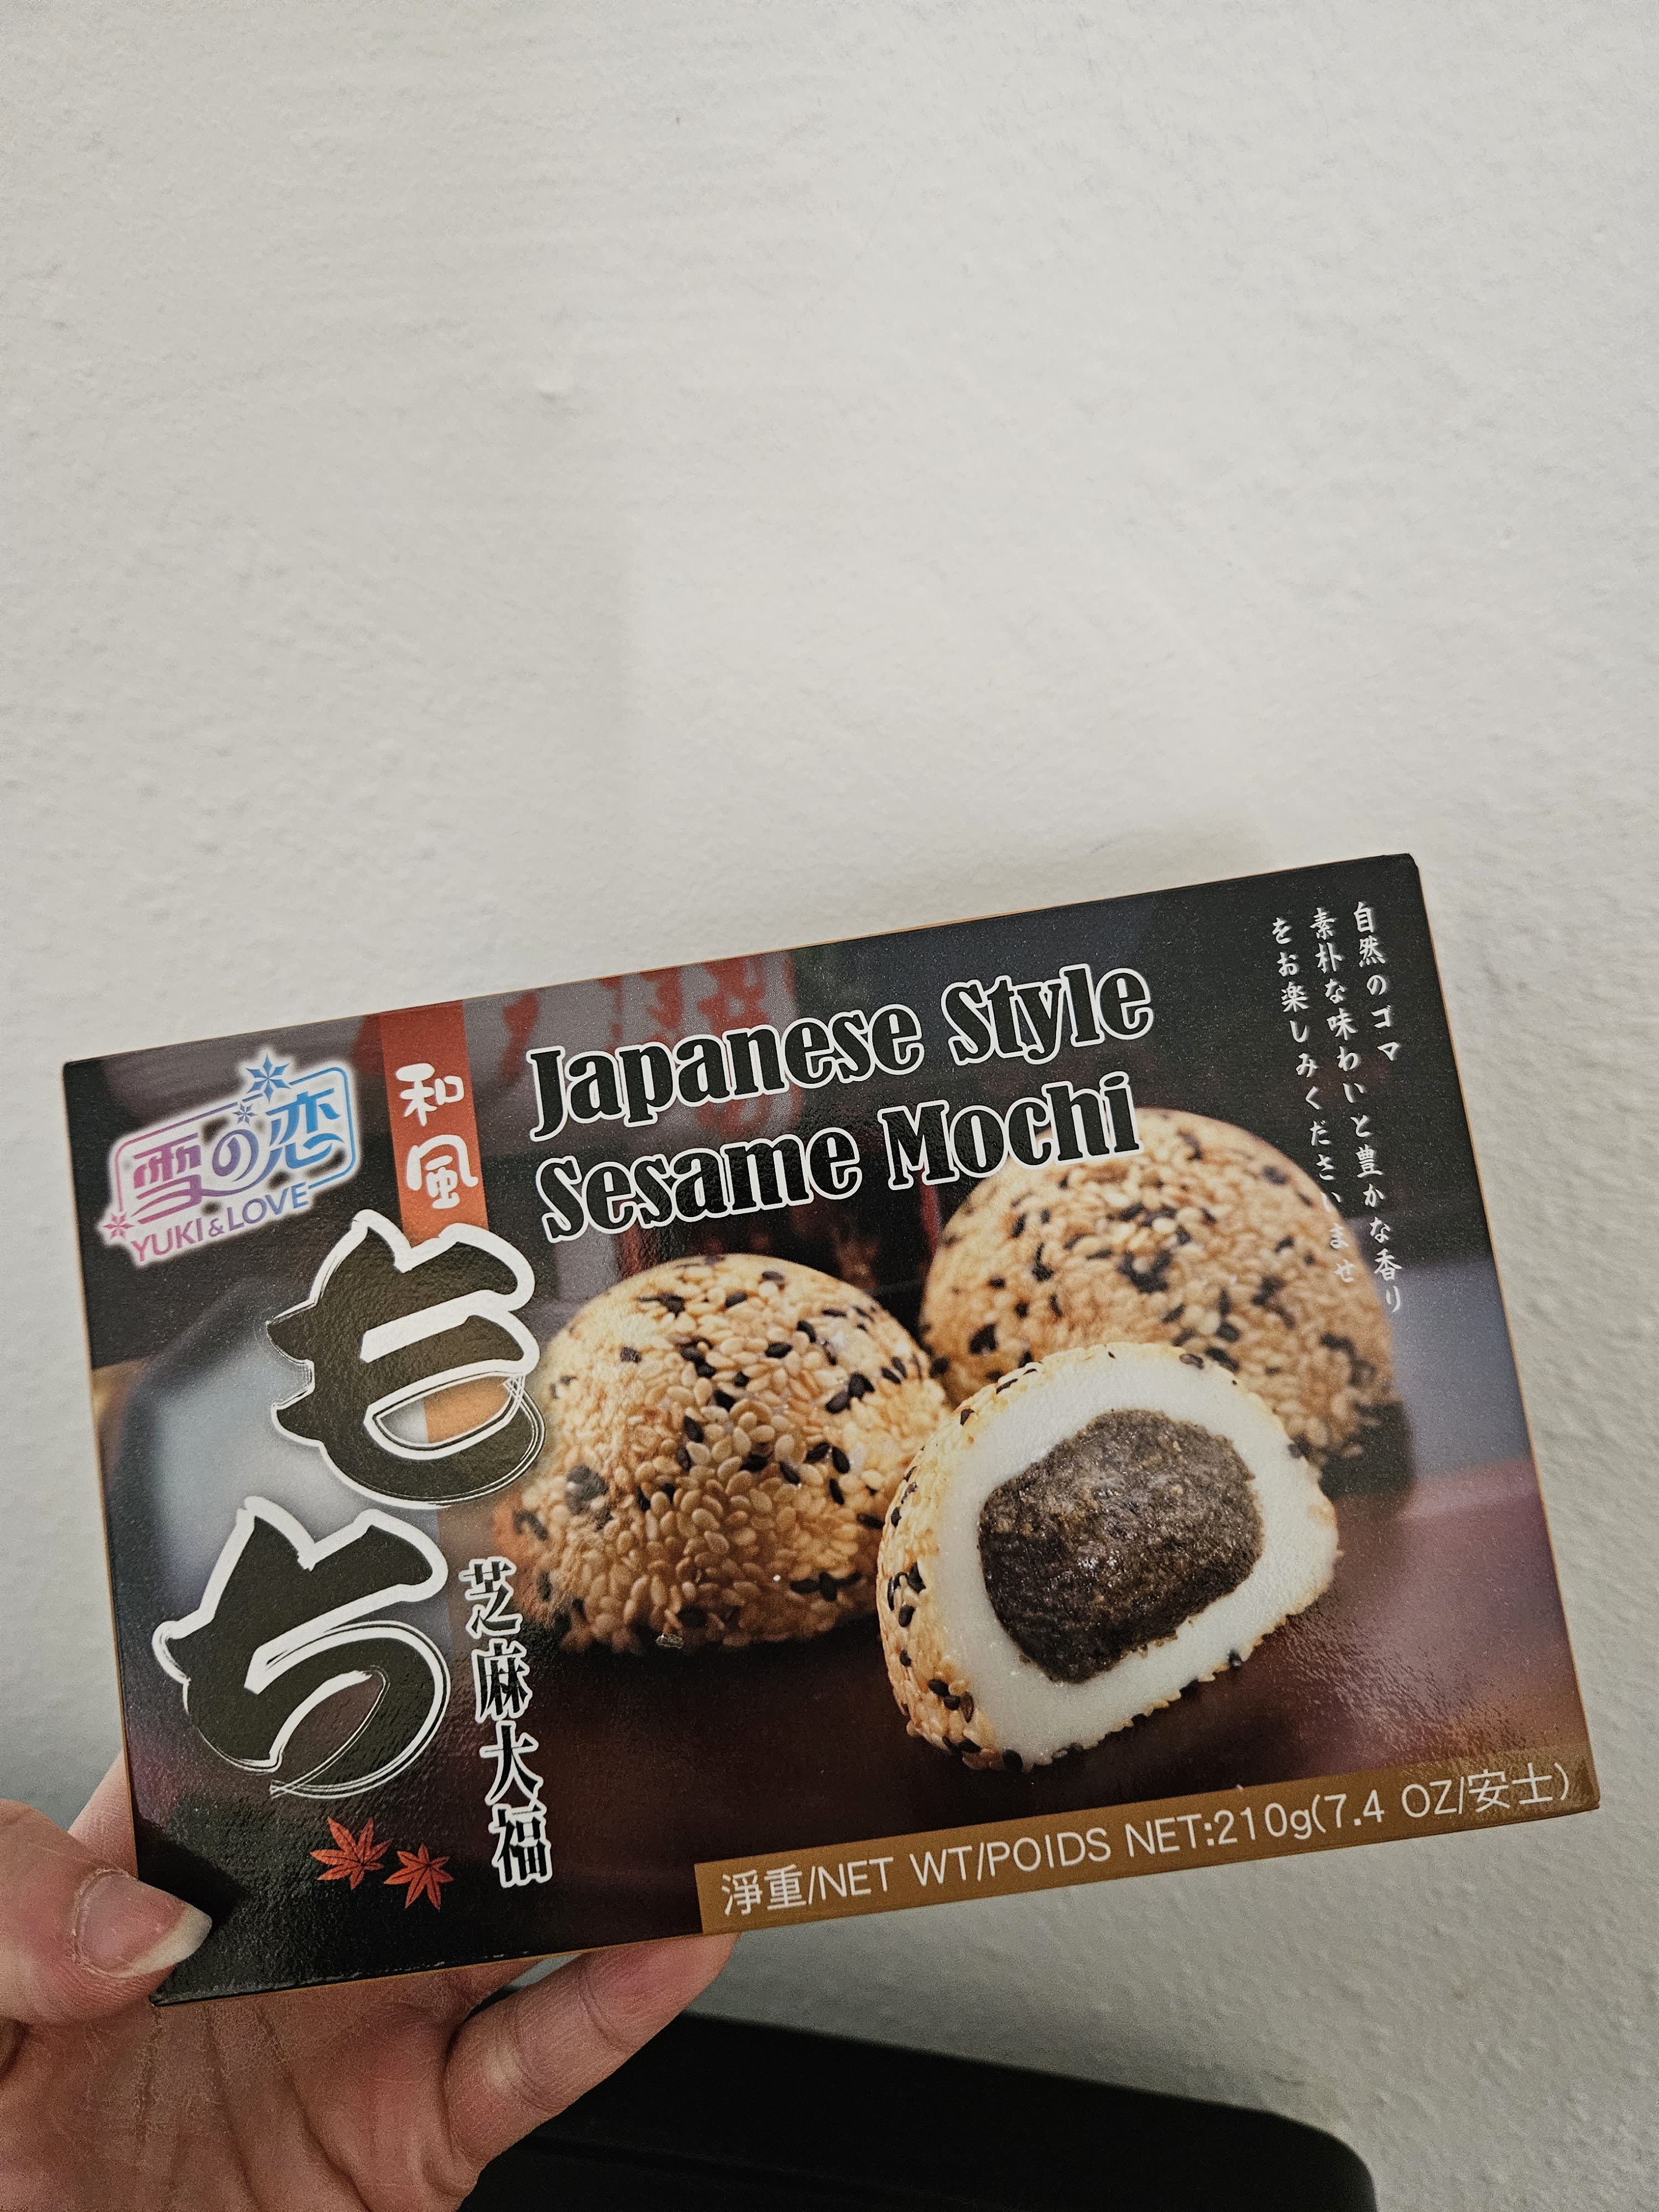 雪の恋
YUKI&LOVE
和風
もち
芝麻大福
Japanese Style
Sesame Mochi
自然のゴマ
素朴な味わいと豊かな香り
をお楽しみくださいませ
淨重/NET WT/POIDS NET:210g(7.4 OZ/安士)